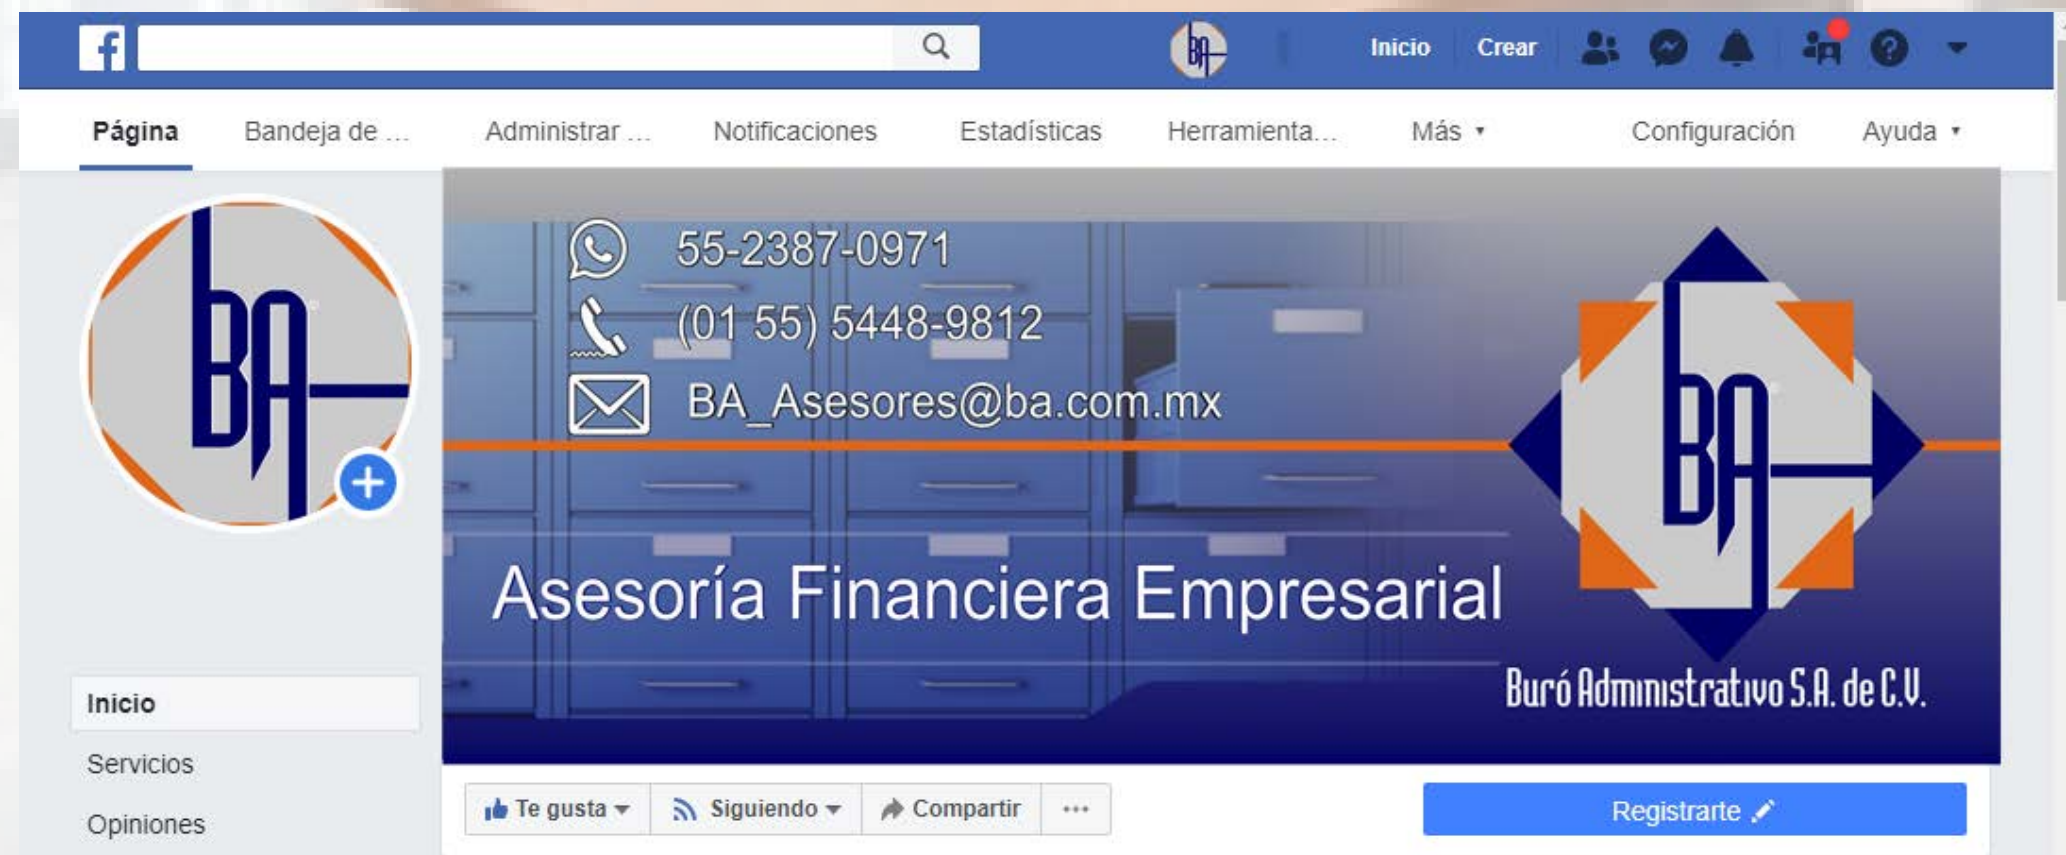 f
BA
Inicio Crear
Página Bandeja de ... Administrar ... Notificaciones Estadísticas Herramienta... Más Configuración Ayuda
BA
55-2387-0971
(01 55) 5448-9812
BA_Asesores@ba.com.mx
BA
Asesoría Financiera Empresarial
Buró Administrativo S.A. de C.V.
Inicio
Servicios
Opiniones
Te gusta Siguiendo Compartir ...
Registrarte